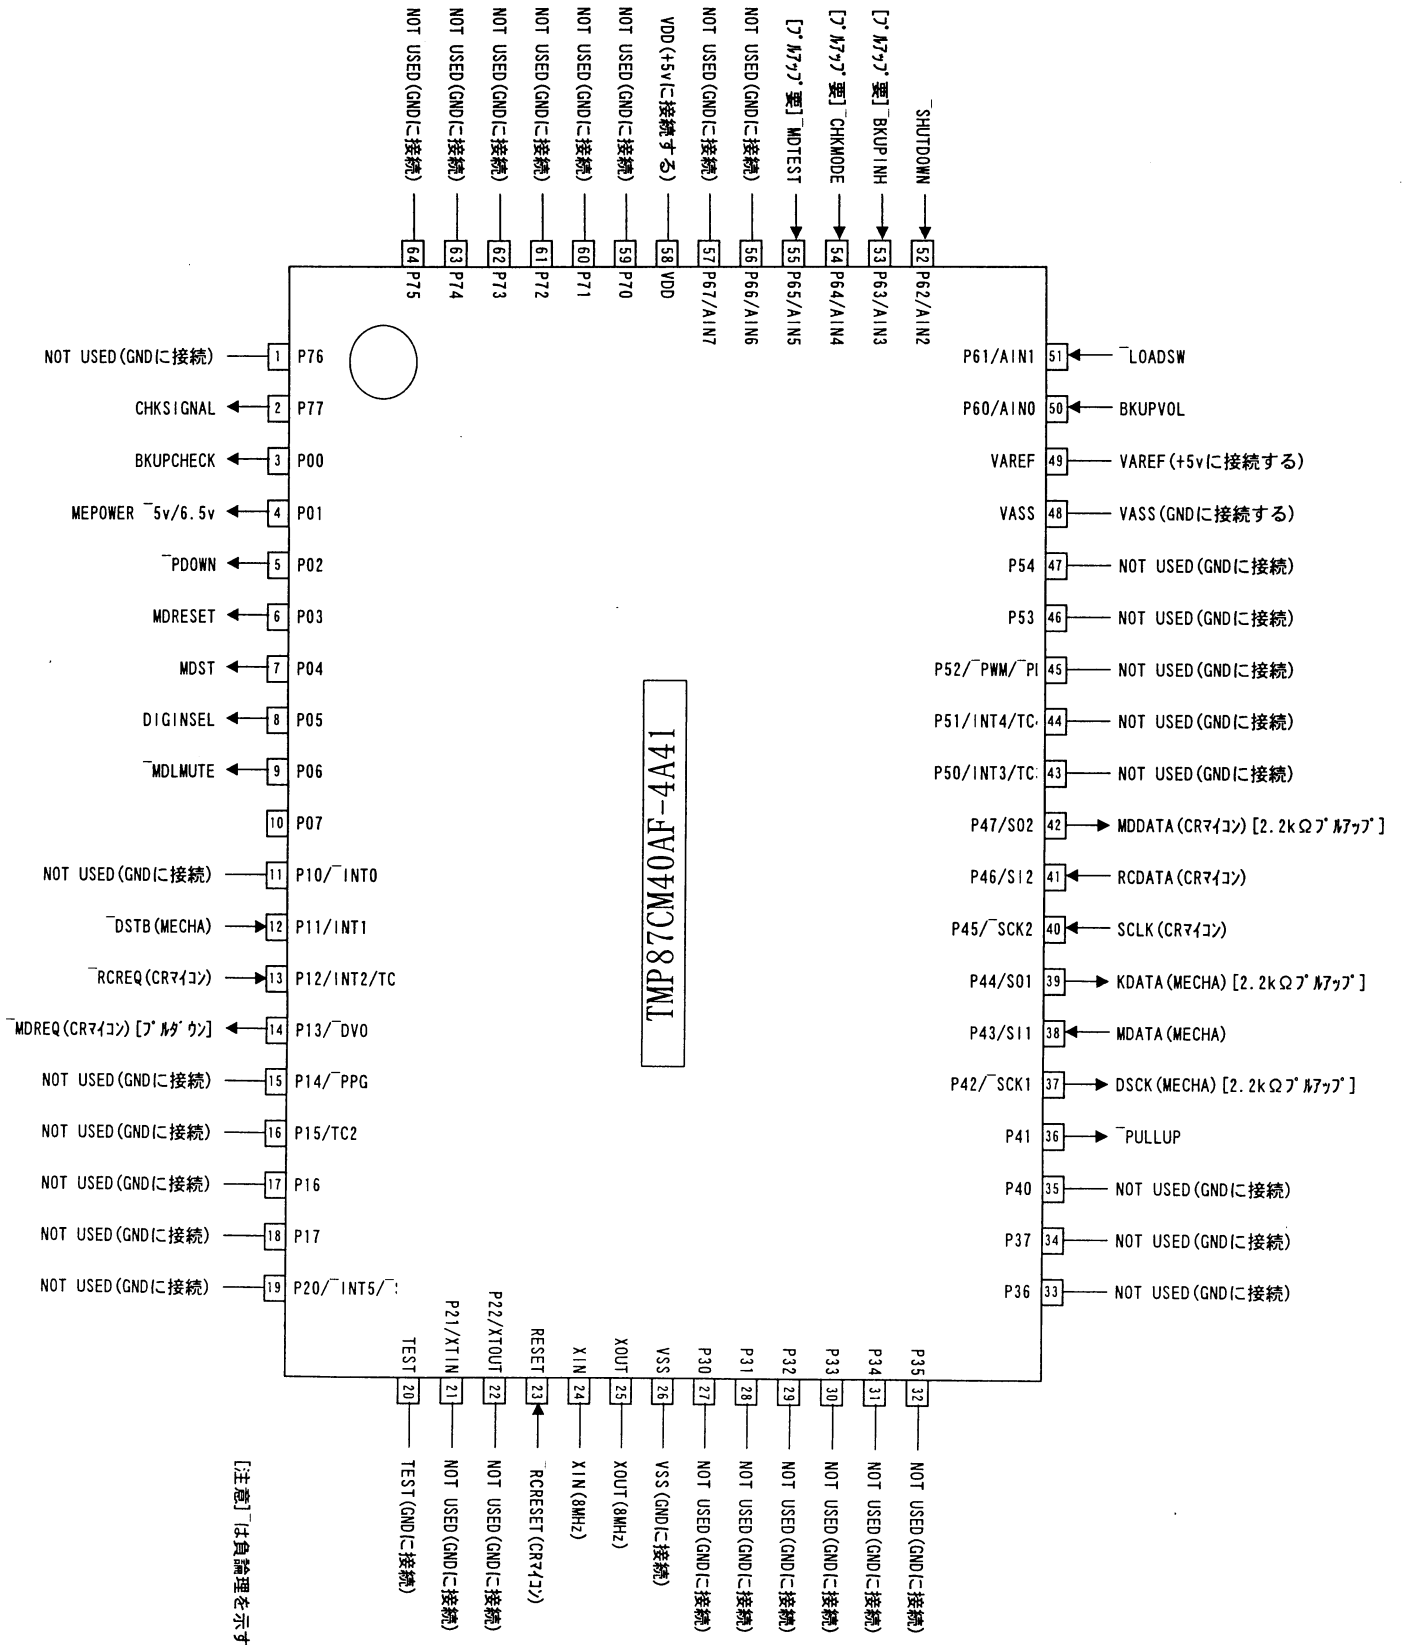 NOT USED(GNDに接続) 64 P75
NOT USED(GNDに接続) 63 P74
NOT USED(GNDに接続) 62 P73
NOT USED(GNDに接続) 61 P72
NOT USED(GNDに接続) 60 P71
NOT USED(GNDに接続) 59 P70
VDD(+5vに接続する) 58 VDD
NOT USED(GNDに接続) 57 P67/AIN7
NOT USED(GNDに接続) 56 P66/AIN6
[ﾌﾟﾙｱｯﾌﾟ要]‾MDTEST 55 P65/AIN5
[ﾌﾟﾙｱｯﾌﾟ要]‾CHKMODE 54 P64/AIN4
[ﾌﾟﾙｱｯﾌﾟ要]‾BKUPINH 53 P63/AIN3
‾SHUTDOWN 52 P62/AIN2
NOT USED(GNDに接続) 1 P76
CHKSIGNAL 2 P77
BKUPCHECK 3 P00
MEPOWER ‾5v/6.5v 4 P01
‾PDOWN 5 P02
MDRESET 6 P03
MDST 7 P04
DIGINSEL 8 P05
‾MDLMUTE 9 P06
10 P07
NOT USED(GNDに接続) 11 P10/‾INT0
‾DSTB(MECHA) 12 P11/INT1
‾RCREQ(CRﾏｲｺﾝ) 13 P12/INT2/TC
‾MDREQ(CRﾏｲｺﾝ)[ﾌﾟﾙﾀﾞｳﾝ] 14 P13/‾DVO
NOT USED(GNDに接続) 15 P14/‾PPG
NOT USED(GNDに接続) 16 P15/TC2
NOT USED(GNDに接続) 17 P16
NOT USED(GNDに接続) 18 P17
NOT USED(GNDに接続) 19 P20/‾INT5/‾
TMP87CM40AF-4A41
P61/AIN1 51 ‾LOADSW
P60/AIN0 50 BKUPVOL
VAREF 49 VAREF(+5vに接続する)
VASS 48 VASS(GNDに接続する)
P54 47 NOT USED(GNDに接続)
P53 46 NOT USED(GNDに接続)
P52/‾PWM/‾P 45 NOT USED(GNDに接続)
P51/INT4/TC 44 NOT USED(GNDに接続)
P50/INT3/TC 43 NOT USED(GNDに接続)
P47/SO2 42 MDDATA(CRﾏｲｺﾝ)[2.2kΩﾌﾟﾙｱｯﾌﾟ]
P46/SI2 41 RCDATA(CRﾏｲｺﾝ)
P45/‾SCK2 40 SCLK(CRﾏｲｺﾝ)
P44/SO1 39 KDATA(MECHA)[2.2kΩﾌﾟﾙｱｯﾌﾟ]
P43/SI1 38 MDATA(MECHA)
P42/‾SCK1 37 DSCK(MECHA)[2.2kΩﾌﾟﾙｱｯﾌﾟ]
P41 36 ‾PULLUP
P40 35 NOT USED(GNDに接続)
P37 34 NOT USED(GNDに接続)
P36 33 NOT USED(GNDに接続)
TEST 20 TEST(GNDに接続)
P21/XTIN 21 NOT USED(GNDに接続)
P22/XTOUT 22 NOT USED(GNDに接続)
RESET 23 ‾RCRESET(CRﾏｲｺﾝ)
XIN 24 XIN(8MHz)
XOUT 25 XOUT(8MHz)
VSS 26 VSS(GNDに接続)
P30 27 NOT USED(GNDに接続)
P31 28 NOT USED(GNDに接続)
P32 29 NOT USED(GNDに接続)
P33 30 NOT USED(GNDに接続)
P34 31 NOT USED(GNDに接続)
P35 32 NOT USED(GNDに接続)
[注意]‾は負論理を示す